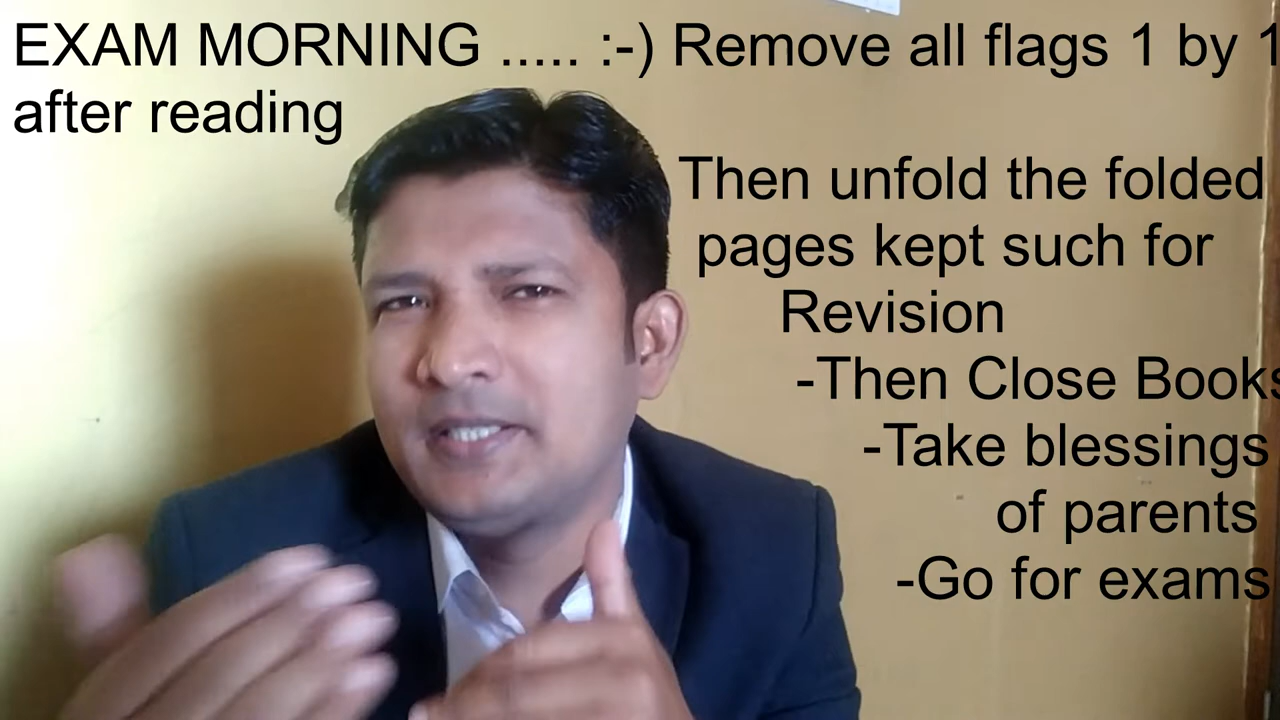 EXAM MORNING ..... :-) Remove all flags 1 by 1
after reading
Then unfold the folded
pages kept such for
Revision
-Then Close Books
-Take blessings
of parents
-Go for exams